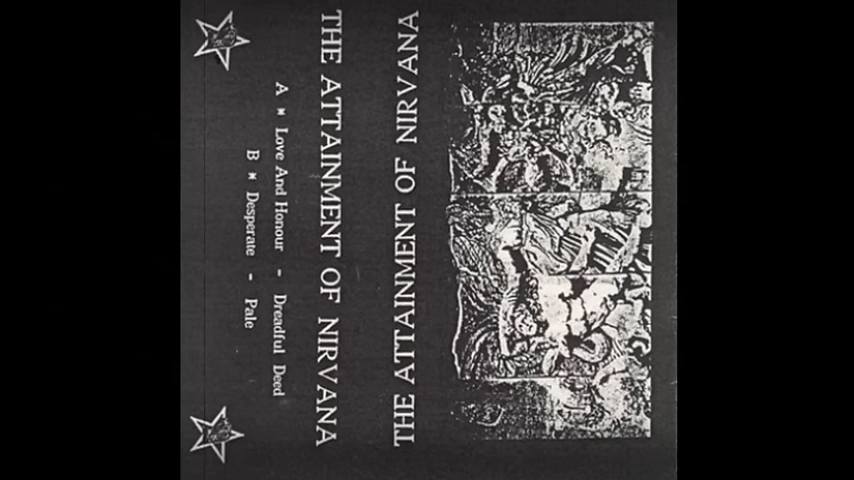 THE ATTAINMENT OF NIRVANA
THE ATTAINMENT OF NIRVANA
A * Love And Honour - Dreadful Deed
B * Desperate - Pale